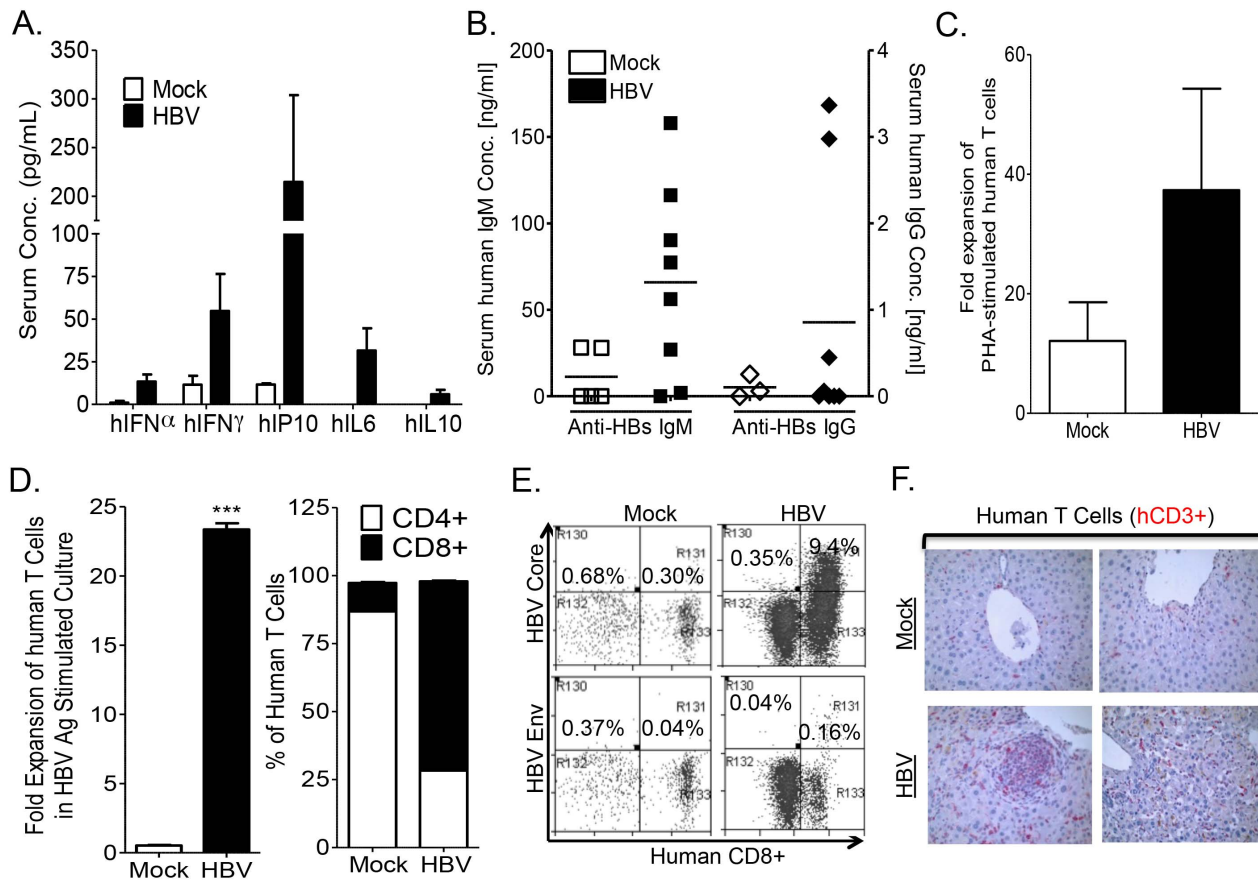 A.
350
300
250
200
150
100
75
50
25
0
Serum Conc. (pg/mL)
Mock
HBV
hIFNα
hIFNγ
hIP10
hIL6
hIL10
B.
200
150
100
50
0
Serum human IgM Conc. [ng/ml]
Mock
HBV
4
3
2
1
0
Serum human IgG Conc. [ng/ml]
Anti-HBs IgM
Anti-HBs IgG
C.
60
40
20
0
Fold expansion of
PHA-stimulated human T cells
Mock
HBV
D.
25
20
15
10
5
0
Fold Expansion of human T Cells
in HBV Ag Stimulated Culture
***
Mock
HBV
125
100
75
50
25
0
% of Human T Cells
CD4+
CD8+
Mock
HBV
E.
Mock
HBV
HBV Core
R130
R131
0.68%
0.30%
R132
R133
R130
R131
0.35%
9.4%
R132
R133
HBV Env
R130
R131
0.37%
0.04%
R132
R133
R130
R131
0.04%
0.16%
R132
R133
Human CD8+
F.
Human T Cells (hCD3+)
Mock
HBV